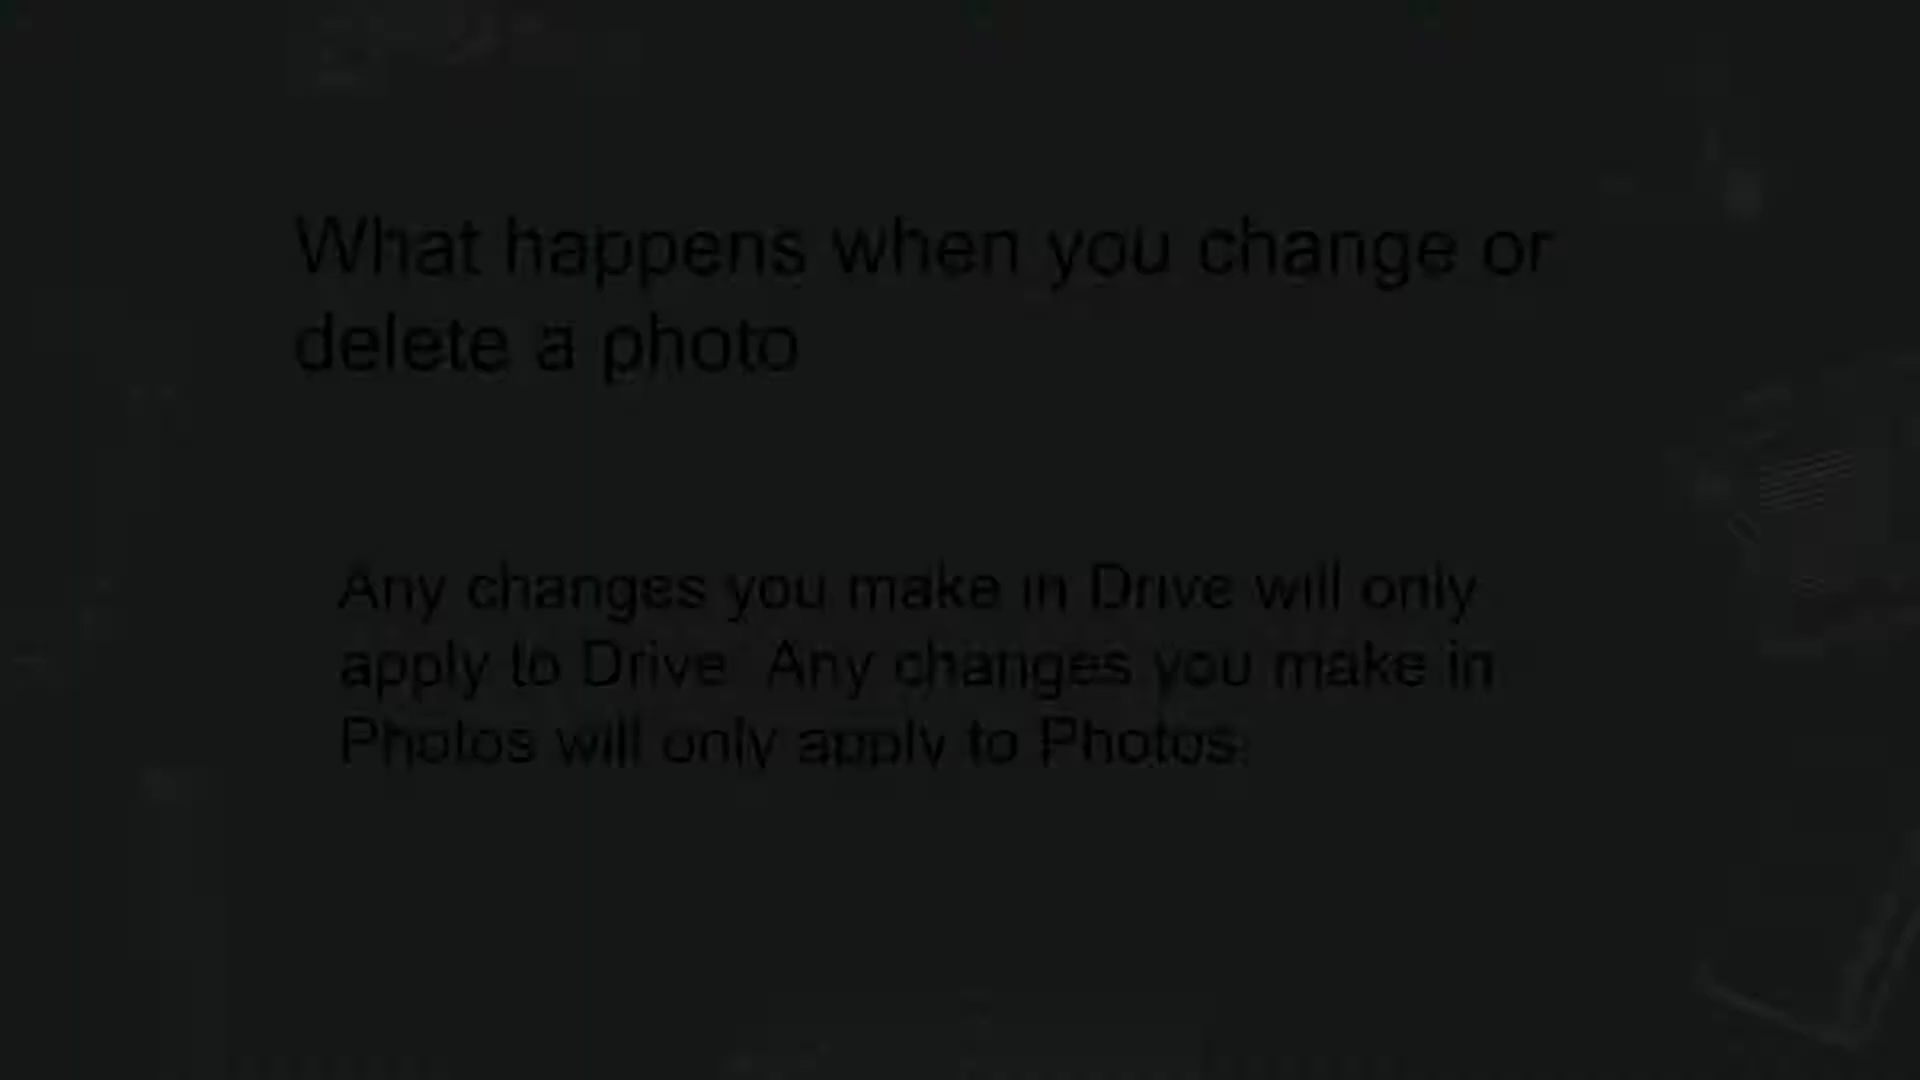 What happens when you change or
delete a photo
Any changes you make in Drive will only
apply to Drive. Any changes you make in
Photos will only apply to Photos.